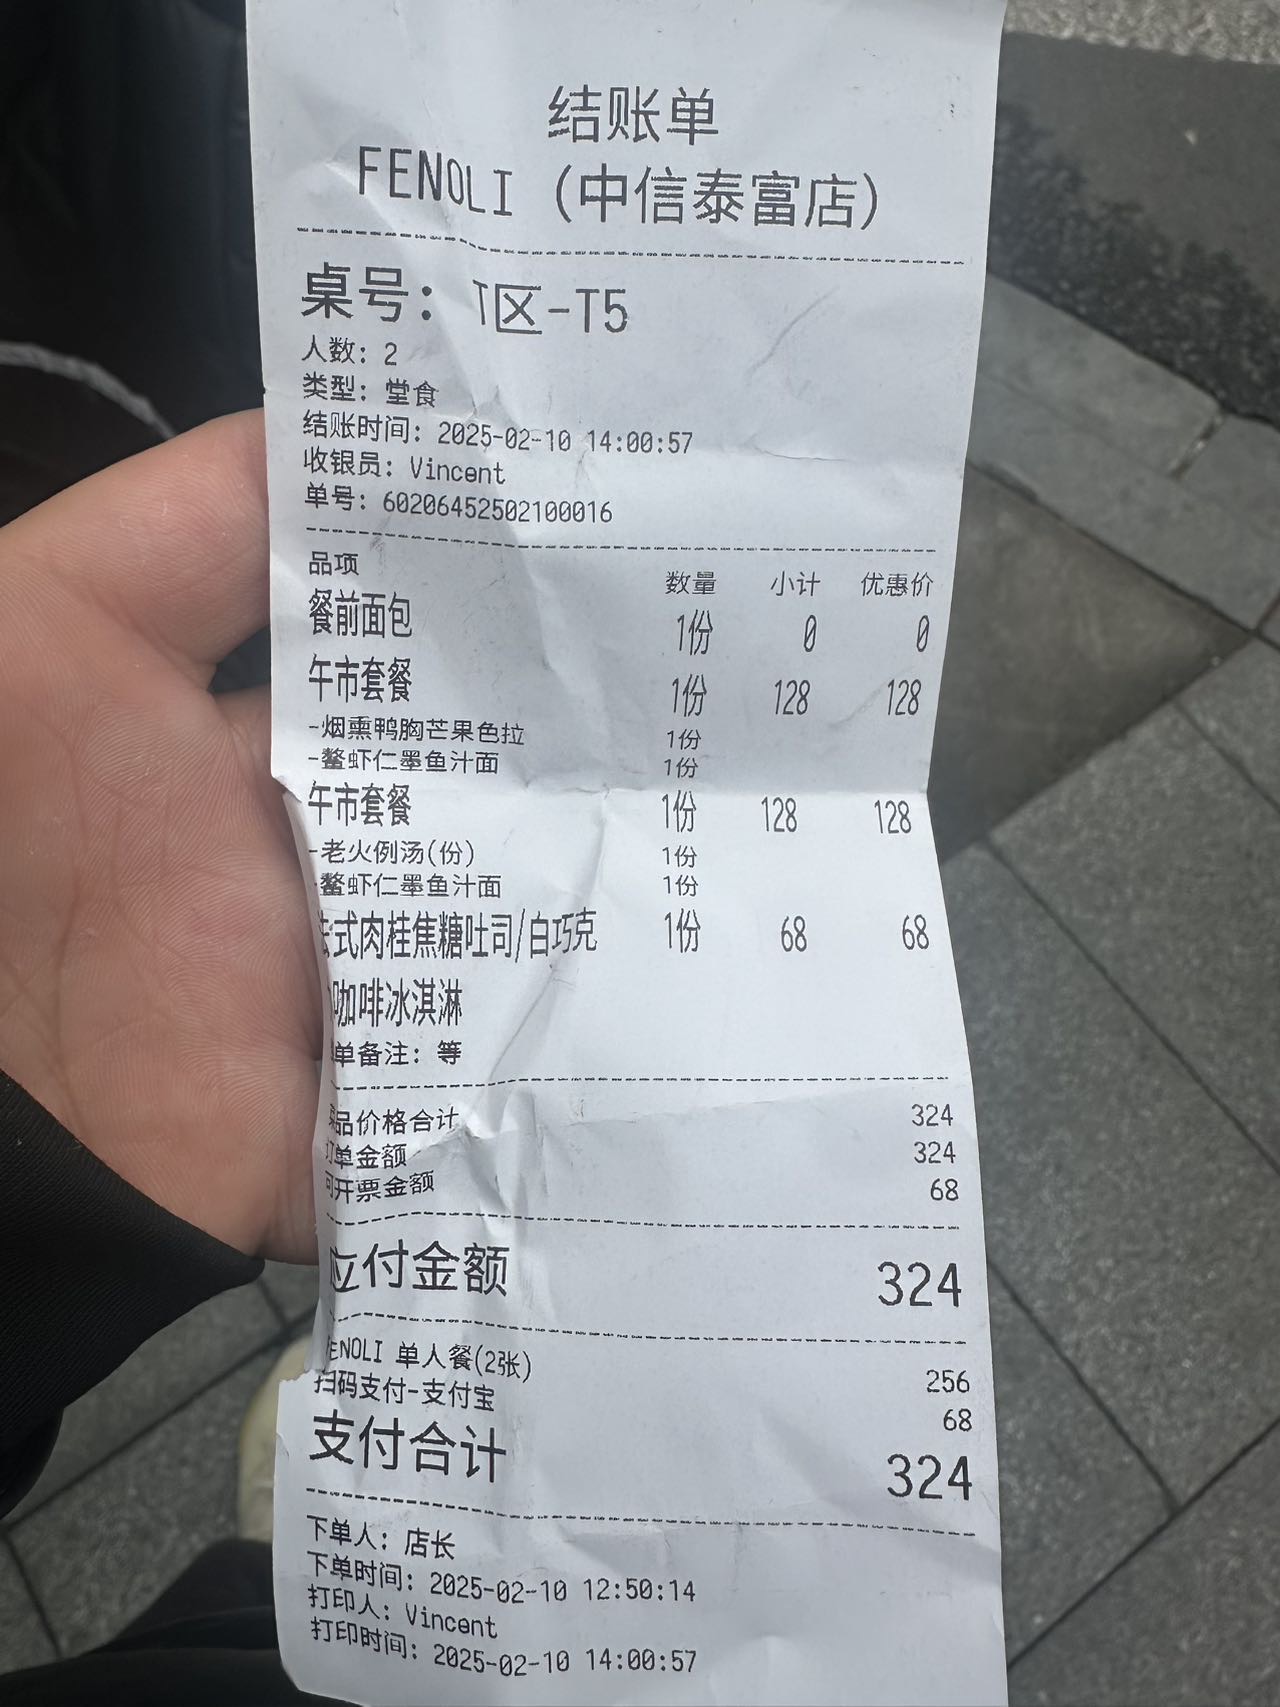 结账单
FENOLI (中信泰富店)
桌号: T区-T5
人数: 2
类型: 堂食
结账时间: 2025-02-10 14:00:57
收银员: Vincent
单号: 60206452502100016
品项 数量 小计 优惠价
餐前面包 1份 0 0
午市套餐 1份 128 128
-烟熏鸭胸芒果色拉 1份
-鳌虾仁墨鱼汁面 1份
午市套餐 1份 128 128
-老火例汤(份) 1份
-鳌虾仁墨鱼汁面 1份
法式肉桂焦糖吐司/白巧克 1份 68 68
咖啡冰淇淋
单备注: 等
品价格合计 324
订单金额 324
可开票金额 68
应付金额 324
FENOLI 单人餐(2张) 256
扫码支付-支付宝 68
支付合计 324
下单人: 店长
下单时间: 2025-02-10 12:50:14
打印人: Vincent
打印时间: 2025-02-10 14:00:57